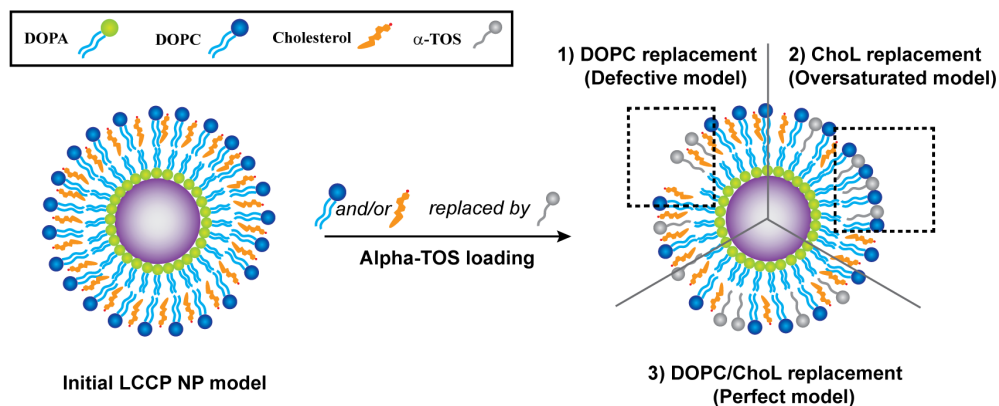 DOPA
DOPC
Cholesterol
α-TOS
1) DOPC replacement
(Defective model)
2) ChoL replacement
(Oversaturated model)
and/or
replaced by
Alpha-TOS loading
Initial LCCP NP model
3) DOPC/ChoL replacement
(Perfect model)